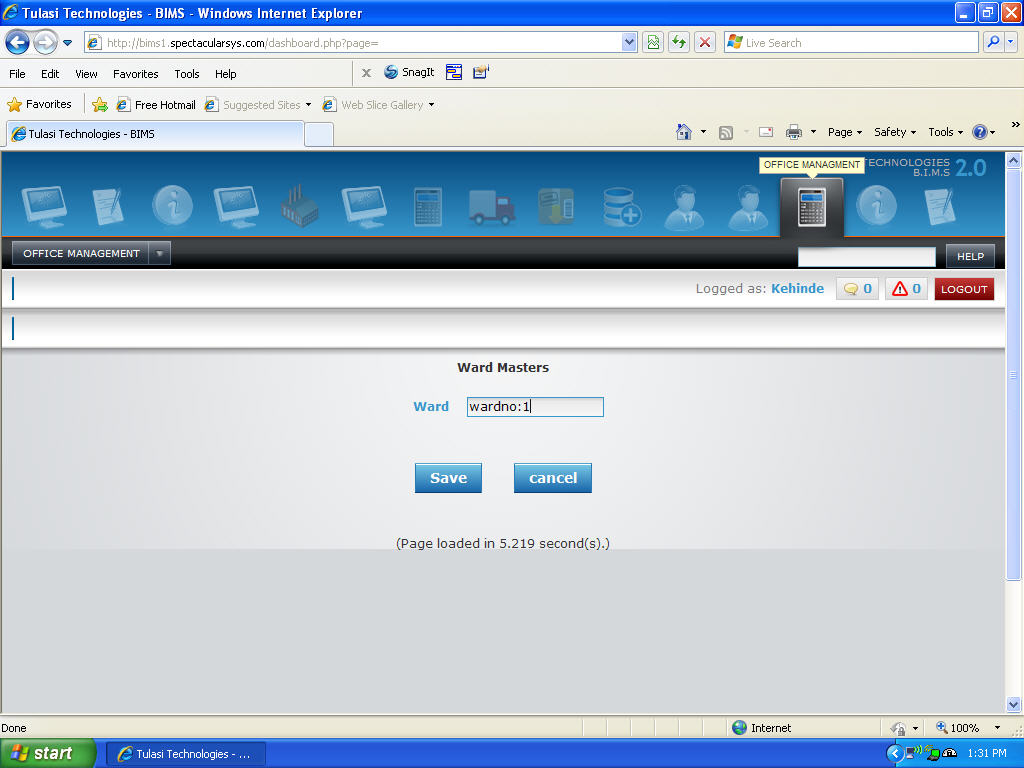 Tulasi Technologies - BIMS - Windows Internet Explorer
http://bims1.spectacularsys.com/dashboard.php?page=
Live Search
File Edit View Favorites Tools Help
x SnagIt
Favorites Free Hotmail Suggested Sites Web Slice Gallery
Tulasi Technologies - BIMS
Page Safety Tools »
OFFICE MANAGMENT
TECHNOLOGIES
B.I.M.S 2.0
OFFICE MANAGEMENT
HELP
Logged as: Kehinde 0 0 LOGOUT
Ward Masters
Ward wardno:1
Save cancel
(Page loaded in 5.219 second(s).)
Done Internet 100%
start Tulasi Technologies - ... 1:31 PM